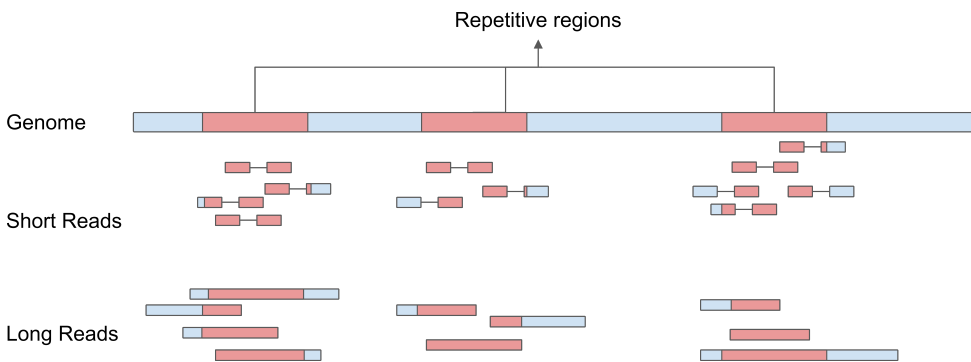 Repetitive regions
Genome
Short Reads
Long Reads